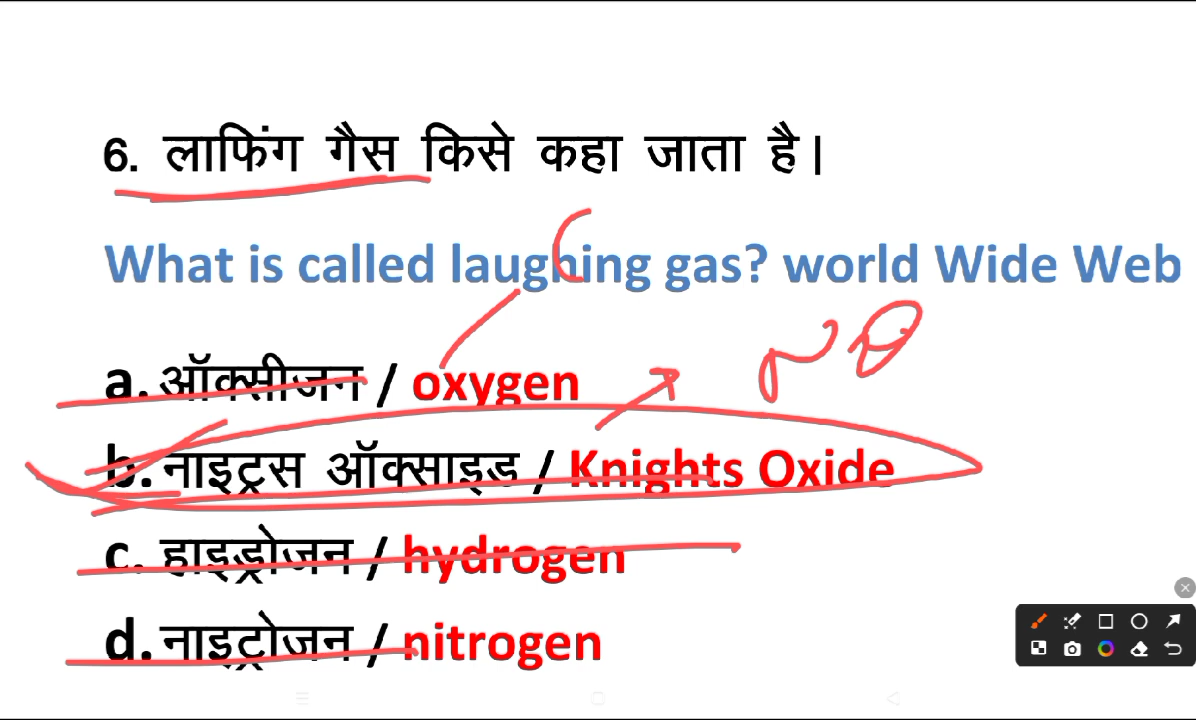 6. लाफिंग गैस किसे कहा जाता है।
What is called laughing gas? world Wide Web
a. ऑक्सीजन / oxygen
b. नाइट्रस ऑक्साइड / Knights Oxide
c. हाइड्रोजन / hydrogen
d. नाइट्रोजन / nitrogen